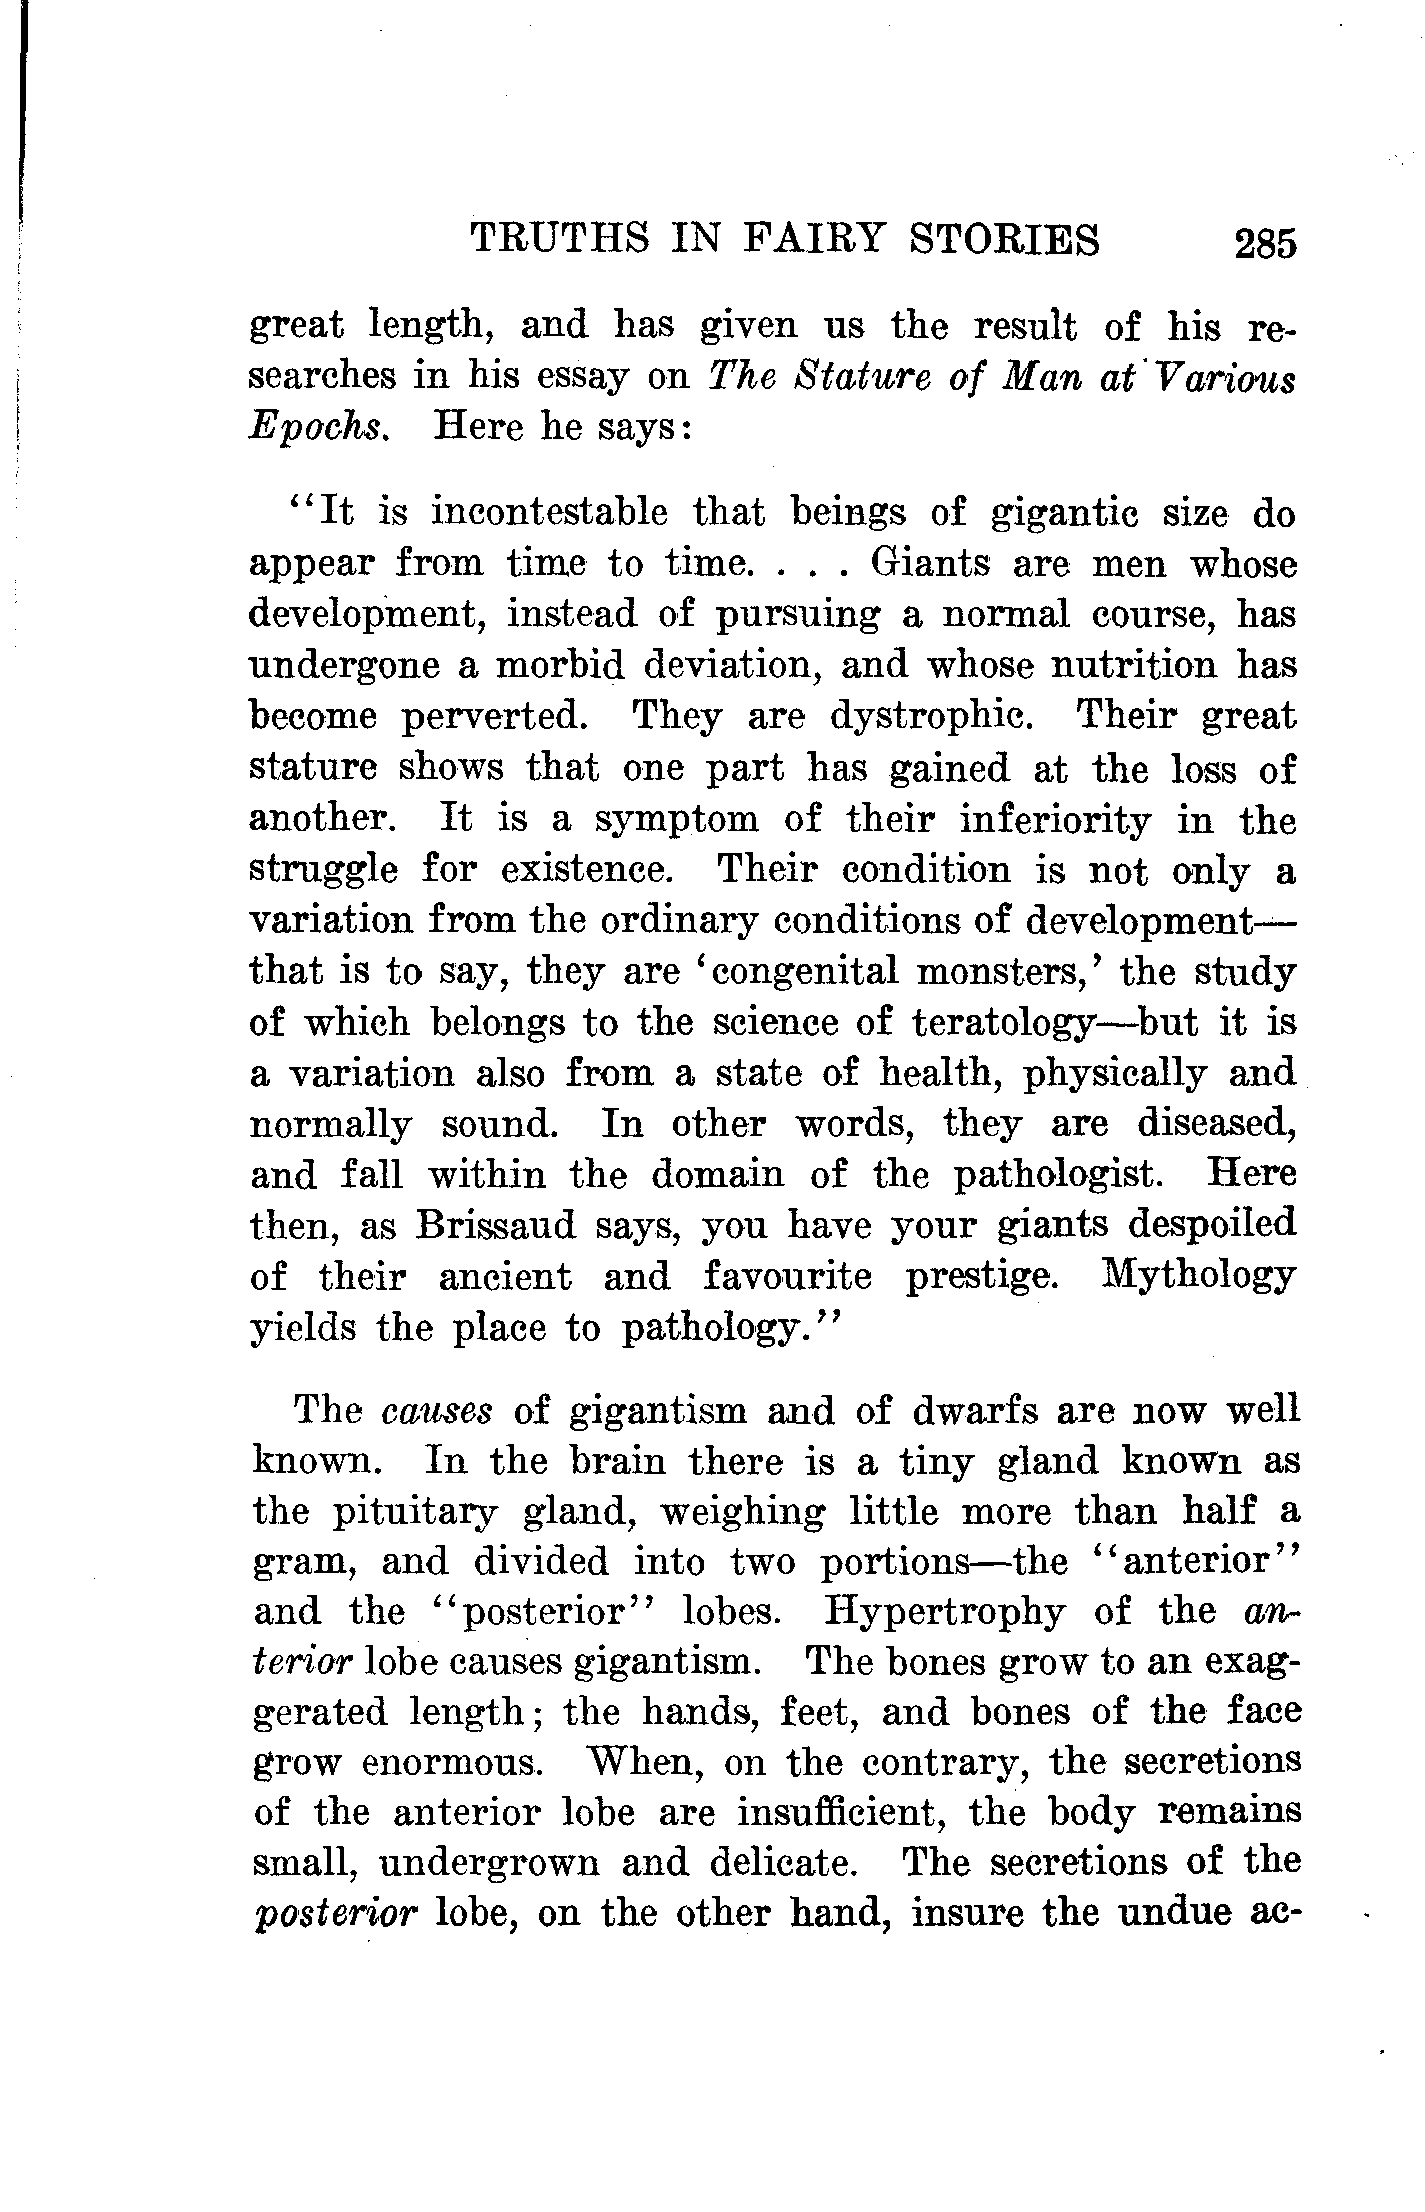 TRUTHS IN FAIRY STORIES 285
great length, and has given us the result of his re-
searches in his essay on The Stature of Man at Various
Epochs. Here he says:
“It is incontestable that beings of gigantic size do
appear from time to time. . . . Giants are men whose
development, instead of pursuing a normal course, has
undergone a morbid deviation, and whose nutrition has
become perverted. They are dystrophic. Their great
stature shows that one part has gained at the loss of
another. It is a symptom of their inferiority in the
struggle for existence. Their condition is not only a
variation from the ordinary conditions of development—
that is to say, they are ‘congenital monsters,’ the study
of which belongs to the science of teratology—but it is
a variation also from a state of health, physically and
normally sound. In other words, they are diseased,
and fall within the domain of the pathologist. Here
then, as Brissaud says, you have your giants despoiled
of their ancient and favourite prestige. Mythology
yields the place to pathology.”
The causes of gigantism and of dwarfs are now well
known. In the brain there is a tiny gland known as
the pituitary gland, weighing little more than half a
gram, and divided into two portions—the “anterior”
and the “posterior” lobes. Hypertrophy of the an-
terior lobe causes gigantism. The bones grow to an exag-
gerated length; the hands, feet, and bones of the face
grow enormous. When, on the contrary, the secretions
of the anterior lobe are insufficient, the body remains
small, undergrown and delicate. The secretions of the
posterior lobe, on the other hand, insure the undue ac-